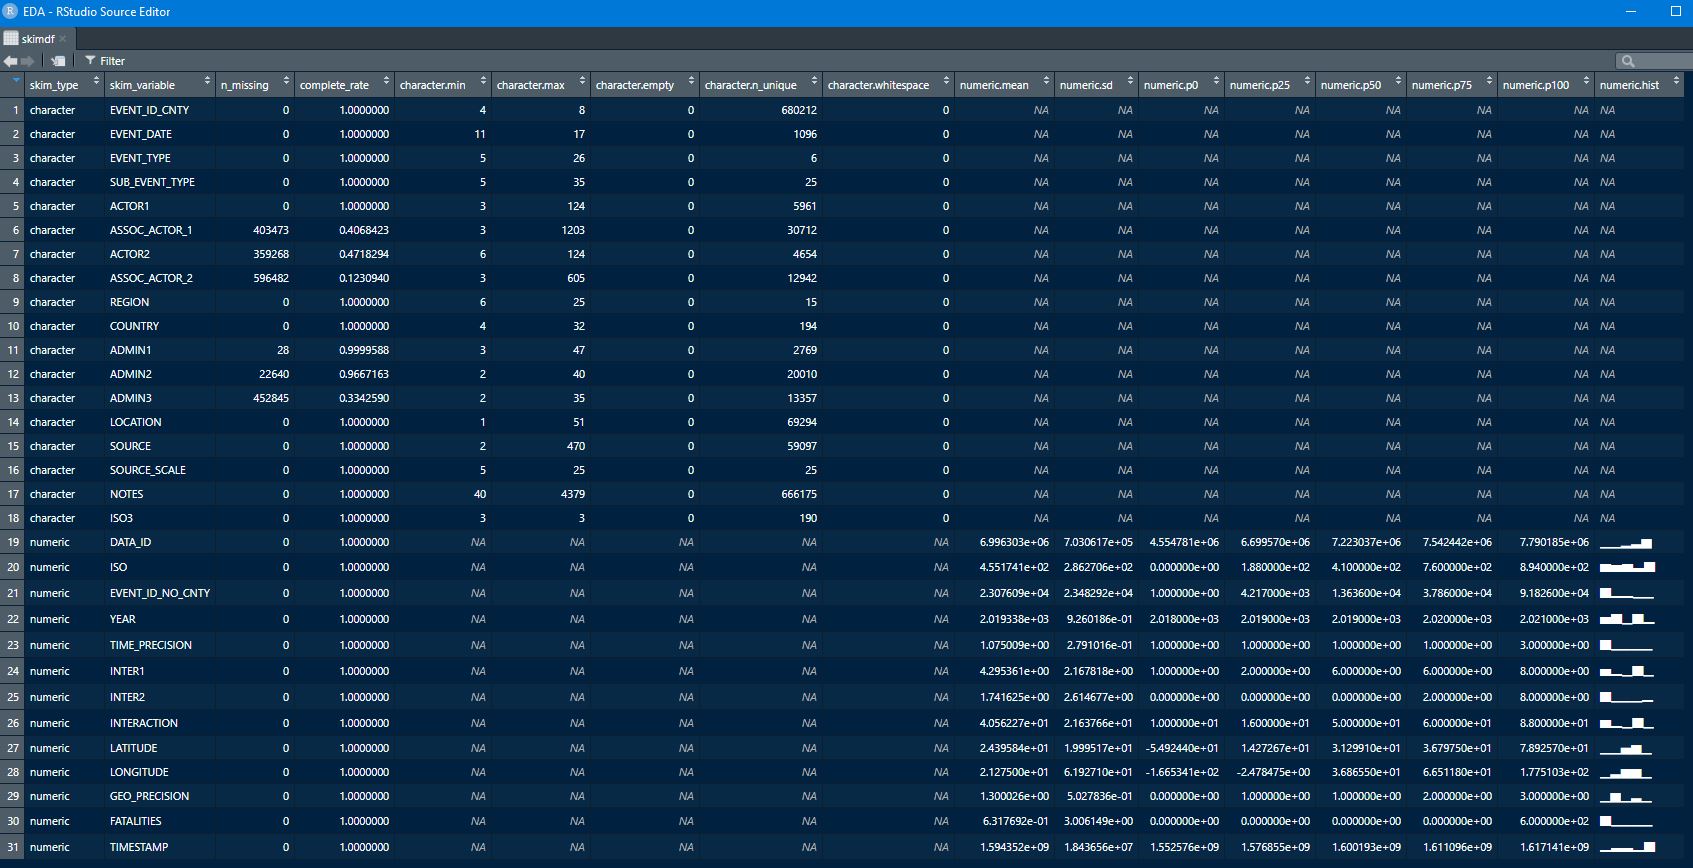 EDA - RStudio Source Editor
skimdf
Filter
skim_type skim_variable n_missing complete_rate character.min character.max character.empty character.n_unique character.whitespace numeric.mean numeric.sd numeric.p0 numeric.p25 numeric.p50 numeric.p75 numeric.p100 numeric.hist
1 character EVENT_ID_CNTY 0 1.0000000 4 8 0 680212 0 NA NA NA NA NA NA NA NA
2 character EVENT_DATE 0 1.0000000 11 17 0 1096 0 NA NA NA NA NA NA NA NA
3 character EVENT_TYPE 0 1.0000000 5 26 0 6 0 NA NA NA NA NA NA NA NA
4 character SUB_EVENT_TYPE 0 1.0000000 5 35 0 25 0 NA NA NA NA NA NA NA NA
5 character ACTOR1 0 1.0000000 3 124 0 5961 0 NA NA NA NA NA NA NA NA
6 character ASSOC_ACTOR_1 403473 0.4068423 3 1203 0 30712 0 NA NA NA NA NA NA NA NA
7 character ACTOR2 359268 0.4718294 6 124 0 4654 0 NA NA NA NA NA NA NA NA
8 character ASSOC_ACTOR_2 596482 0.1230940 3 605 0 12942 0 NA NA NA NA NA NA NA NA
9 character REGION 0 1.0000000 6 25 0 15 0 NA NA NA NA NA NA NA NA
10 character COUNTRY 0 1.0000000 4 32 0 194 0 NA NA NA NA NA NA NA NA
11 character ADMIN1 28 0.9999588 3 47 0 2769 0 NA NA NA NA NA NA NA NA
12 character ADMIN2 22640 0.9667163 2 40 0 20010 0 NA NA NA NA NA NA NA NA
13 character ADMIN3 452845 0.3342590 2 35 0 13357 0 NA NA NA NA NA NA NA NA
14 character LOCATION 0 1.0000000 1 51 0 69294 0 NA NA NA NA NA NA NA NA
15 character SOURCE 0 1.0000000 2 470 0 59097 0 NA NA NA NA NA NA NA NA
16 character SOURCE_SCALE 0 1.0000000 5 25 0 25 0 NA NA NA NA NA NA NA NA
17 character NOTES 0 1.0000000 40 4379 0 666175 0 NA NA NA NA NA NA NA NA
18 character ISO3 0 1.0000000 3 3 0 190 0 NA NA NA NA NA NA NA NA
19 numeric DATA_ID 0 1.0000000 NA NA NA NA NA 6.996303e+06 7.030617e+05 4.554781e+06 6.699570e+06 7.223037e+06 7.542442e+06 7.790185e+06
20 numeric ISO 0 1.0000000 NA NA NA NA NA 4.551741e+02 2.862706e+02 0.000000e+00 1.880000e+02 4.100000e+02 7.600000e+02 8.940000e+02
21 numeric EVENT_ID_NO_CNTY 0 1.0000000 NA NA NA NA NA 2.307609e+04 2.348292e+04 1.000000e+00 4.217000e+03 1.363600e+04 3.786000e+04 9.182600e+04
22 numeric YEAR 0 1.0000000 NA NA NA NA NA 2.019338e+03 9.260186e-01 2.018000e+03 2.019000e+03 2.019000e+03 2.020000e+03 2.021000e+03
23 numeric TIME_PRECISION 0 1.0000000 NA NA NA NA NA 1.075009e+00 2.791016e-01 1.000000e+00 1.000000e+00 1.000000e+00 1.000000e+00 3.000000e+00
24 numeric INTER1 0 1.0000000 NA NA NA NA NA 4.295361e+00 2.167818e+00 1.000000e+00 2.000000e+00 6.000000e+00 6.000000e+00 8.000000e+00
25 numeric INTER2 0 1.0000000 NA NA NA NA NA 1.741625e+00 2.614677e+00 0.000000e+00 0.000000e+00 0.000000e+00 2.000000e+00 8.000000e+00
26 numeric INTERACTION 0 1.0000000 NA NA NA NA NA 4.056227e+01 2.163766e+01 1.000000e+01 1.600000e+01 5.000000e+01 6.000000e+01 8.800000e+01
27 numeric LATITUDE 0 1.0000000 NA NA NA NA NA 2.439584e+01 1.999517e+01 -5.492440e+01 1.427267e+01 3.129910e+01 3.679750e+01 7.892570e+01
28 numeric LONGITUDE 0 1.0000000 NA NA NA NA NA 2.127500e+01 6.192710e+01 -1.665341e+02 -2.478475e+00 3.686550e+01 6.651180e+01 1.775103e+02
29 numeric GEO_PRECISION 0 1.0000000 NA NA NA NA NA 1.300026e+00 5.027836e-01 0.000000e+00 1.000000e+00 1.000000e+00 2.000000e+00 3.000000e+00
30 numeric FATALITIES 0 1.0000000 NA NA NA NA NA 6.317692e-01 3.006149e+00 0.000000e+00 0.000000e+00 0.000000e+00 0.000000e+00 6.000000e+02
31 numeric TIMESTAMP 0 1.0000000 NA NA NA NA NA 1.594352e+09 1.843656e+07 1.552576e+09 1.576855e+09 1.600193e+09 1.611096e+09 1.617141e+09